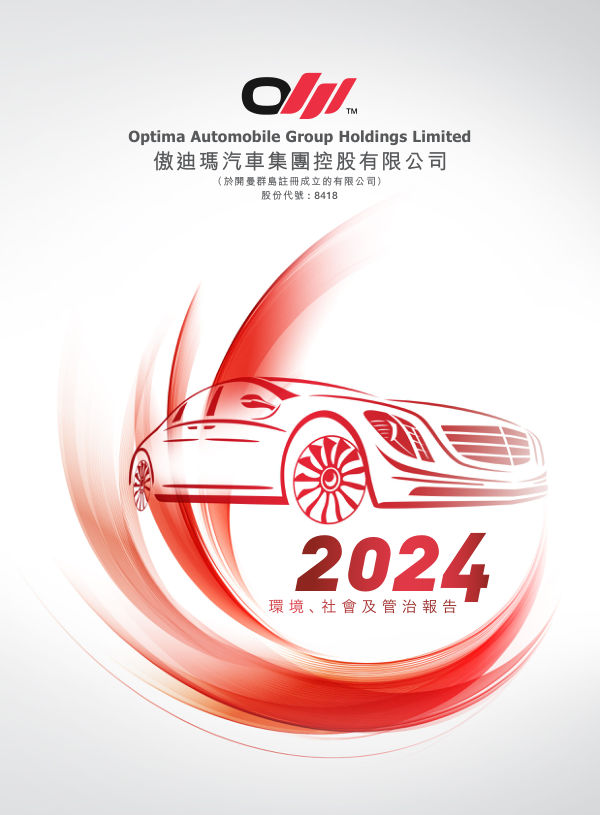 OM™
Optima Automobile Group Holdings Limited
傲迪瑪汽車集團控股有限公司
（於開曼群島註冊成立的有限公司）
股份代號：8418
2024
環境、社會及管治報告